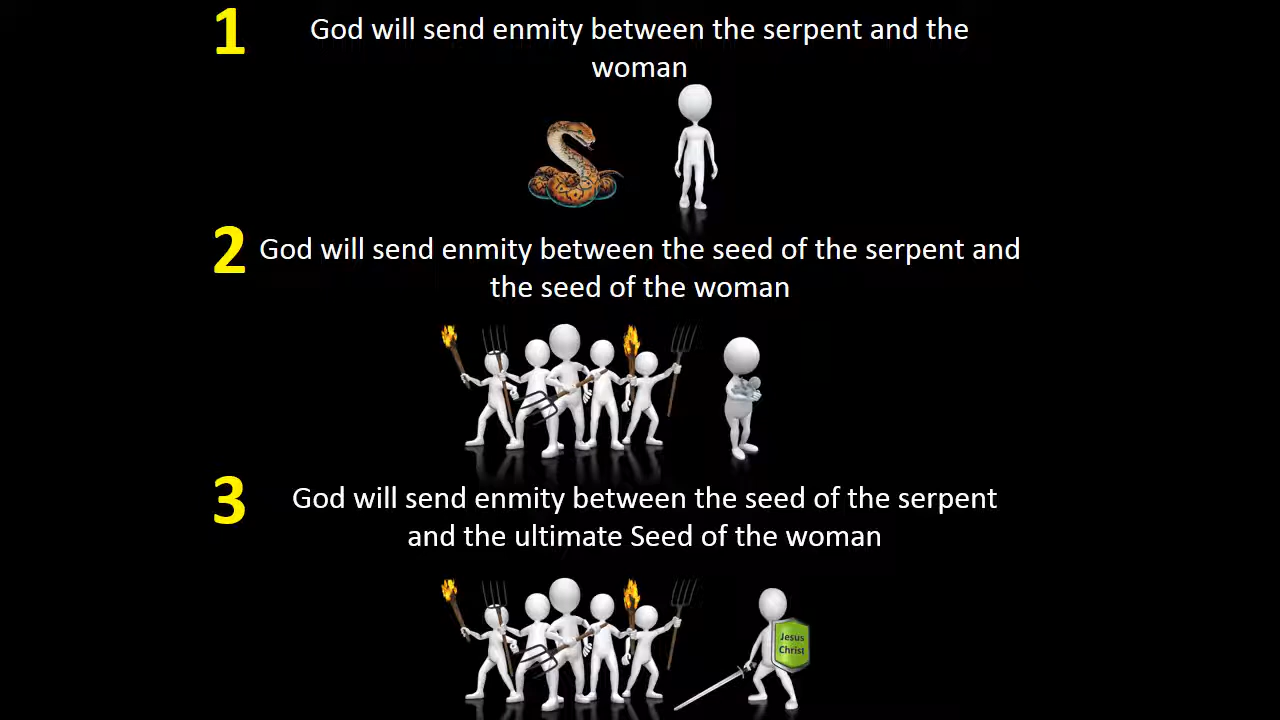 1
God will send enmity between the serpent and the
woman
2
God will send enmity between the seed of the serpent and
the seed of the woman
3
God will send enmity between the seed of the serpent
and the ultimate Seed of the woman
Jesus
Christ